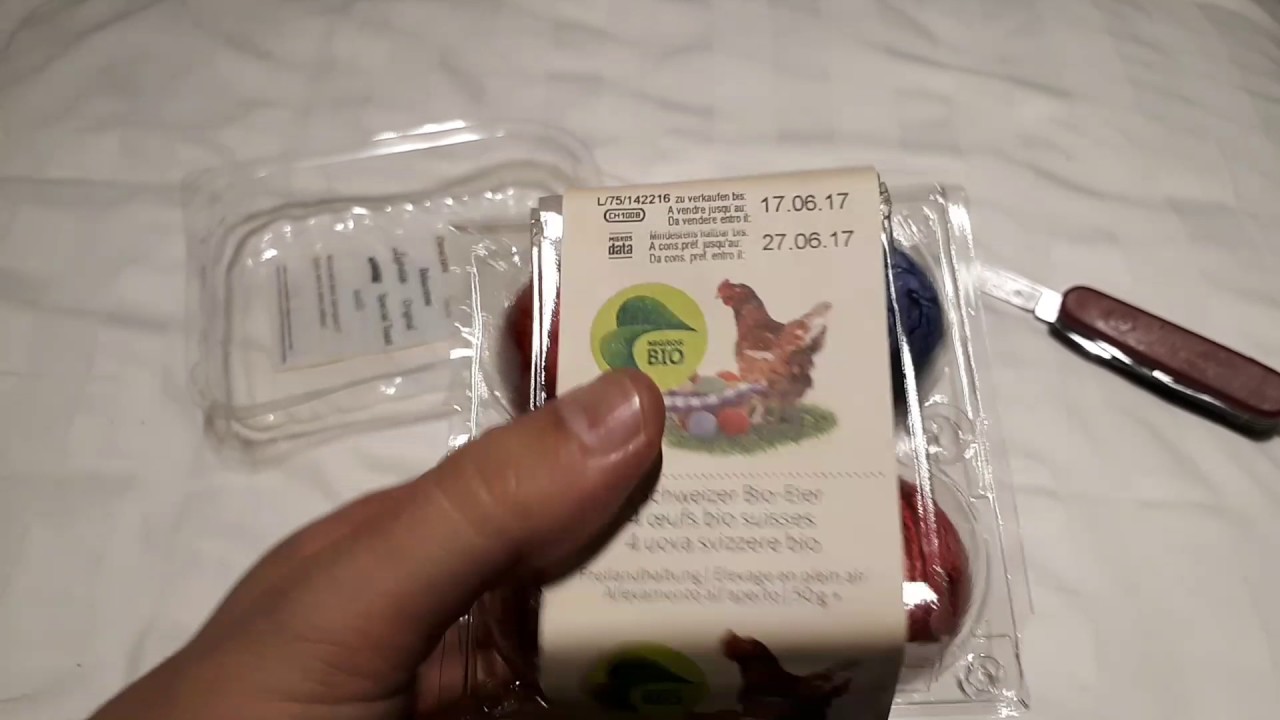 L/75/142216 zu verkaufen bis:
A vendre jusqu'au:
Da vendere entro il:
17.06.17
CH1008
MIGROS
data
Mindestens haltbar bis:
A cons. préf. jusqu'au:
Da cons. pref. entro il:
27.06.17
MIGROS
BIO
chweizer Bio-Eier
4 œufs bio suisses
4 uova svizzere bio
Freilandhaltung | Elevage en plein air
Allevamento all'aperto | 50g +